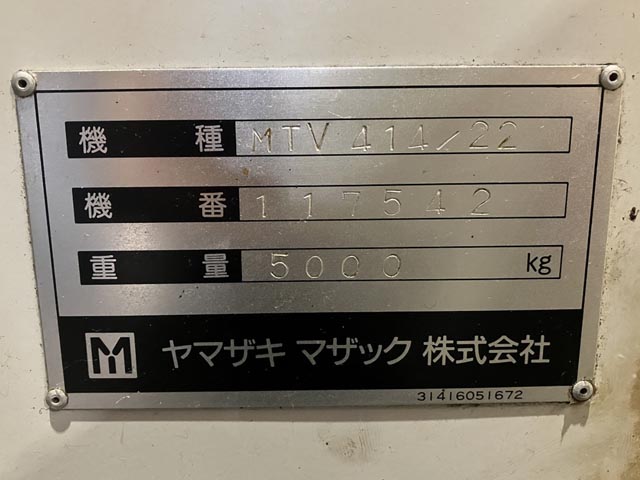 機種 MTV 414/22
機番 117542
重量 5000 kg
M ヤマザキ マザック 株式会社
31416051672